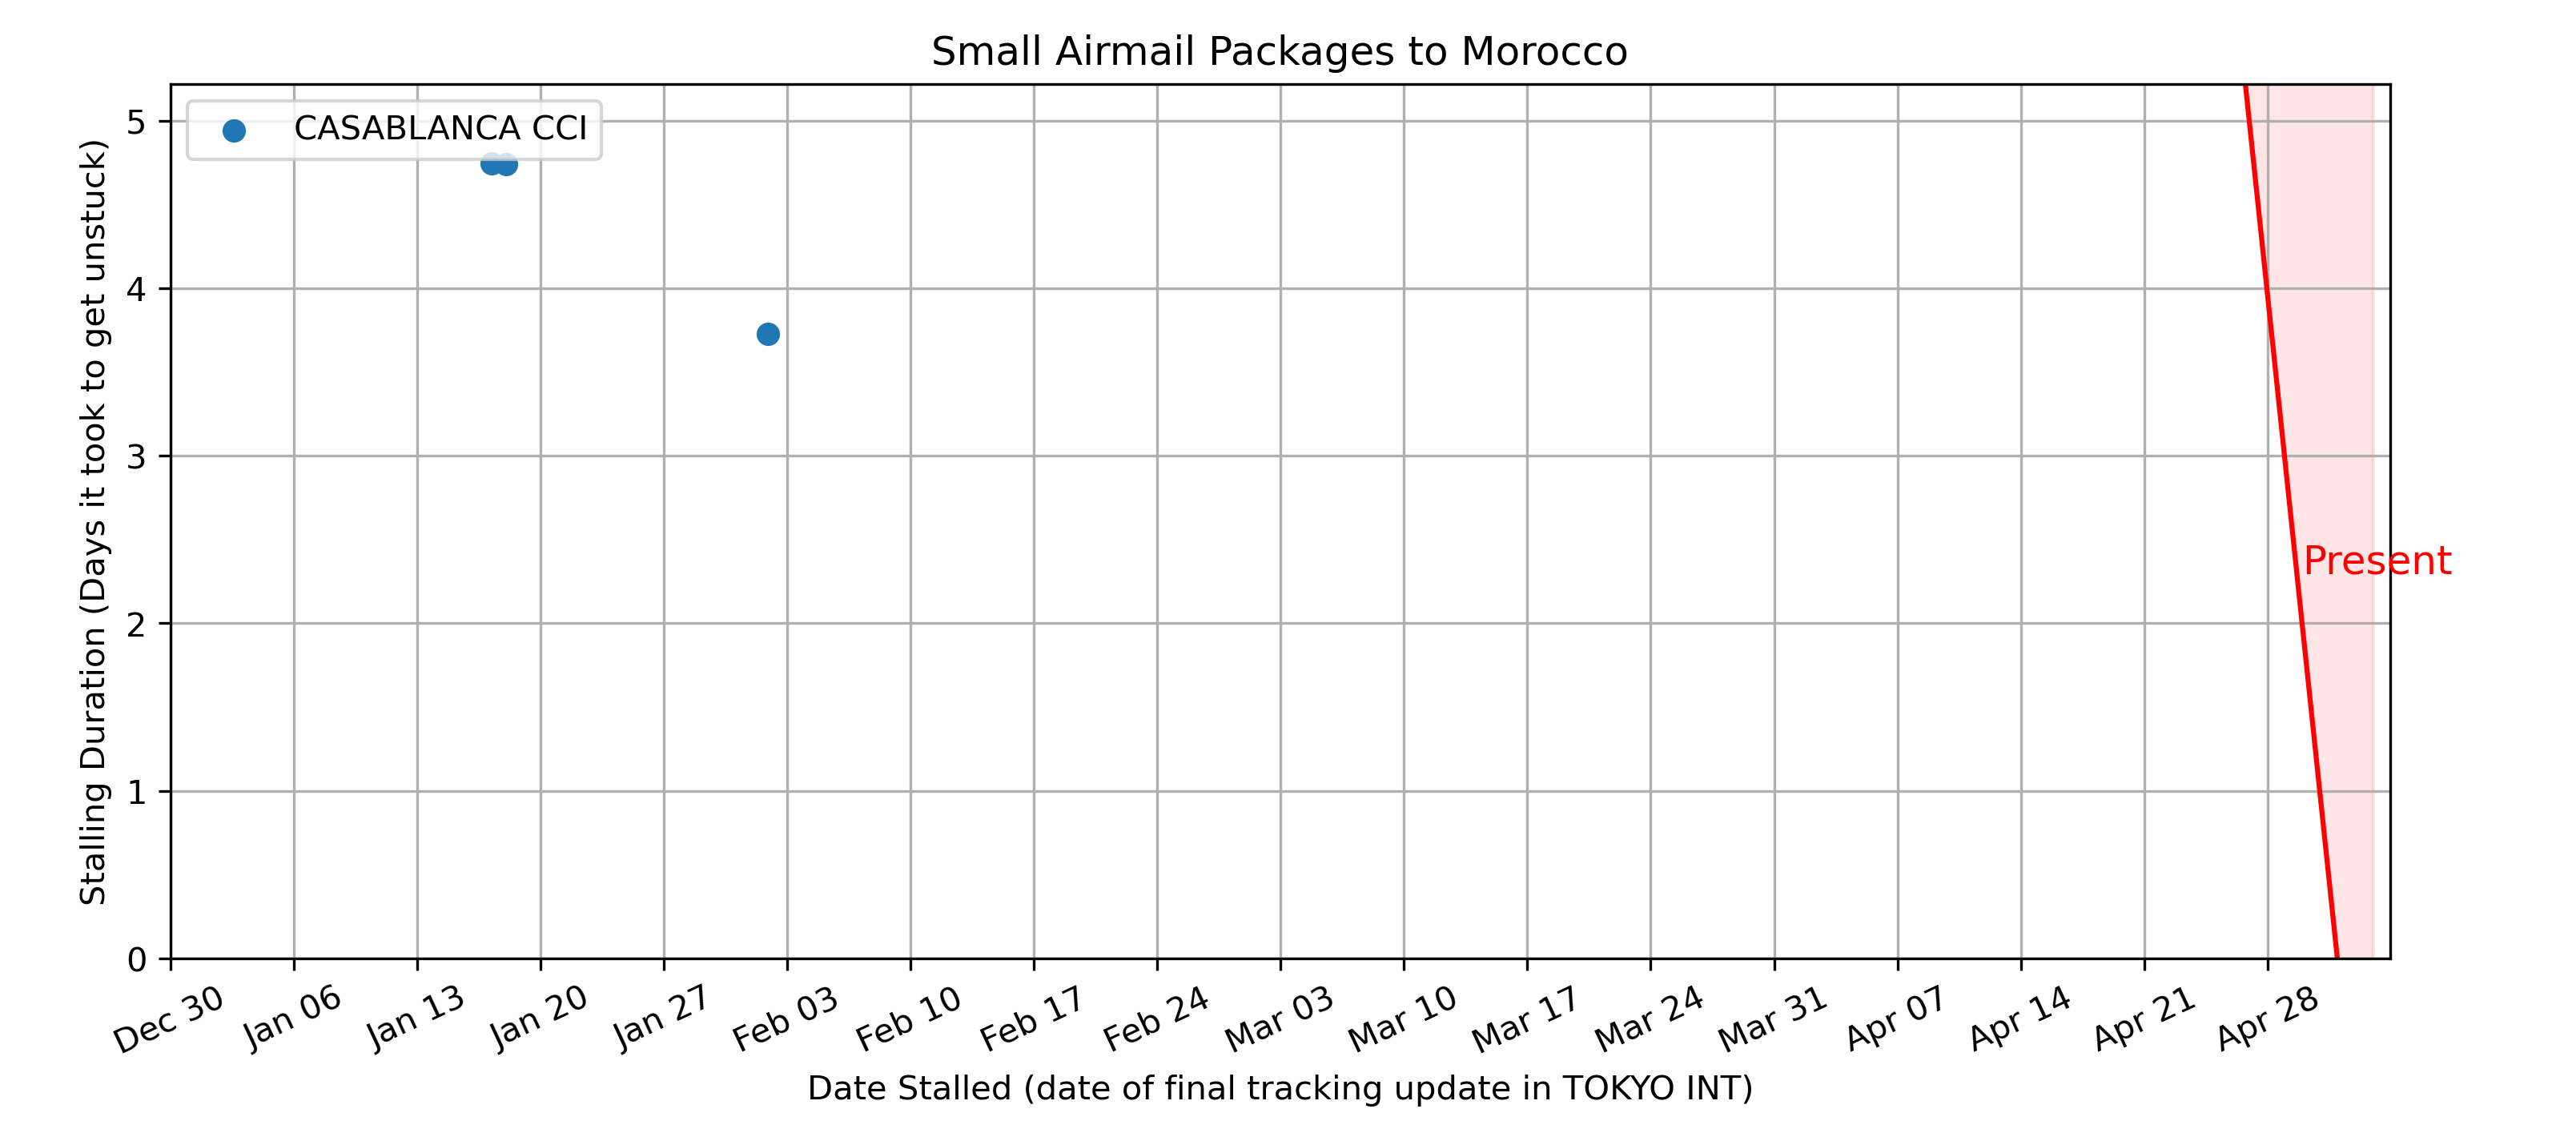 Small Airmail Packages to Morocco
CASABLANCA CCI
Stalling Duration (Days it took to get unstuck)
5
4
3
2
1
0
Present
Dec 30
Jan 06
Jan 13
Jan 20
Jan 27
Feb 03
Feb 10
Feb 17
Feb 24
Mar 03
Mar 10
Mar 17
Mar 24
Mar 31
Apr 07
Apr 14
Apr 21
Apr 28
Date Stalled (date of final tracking update in TOKYO INT)